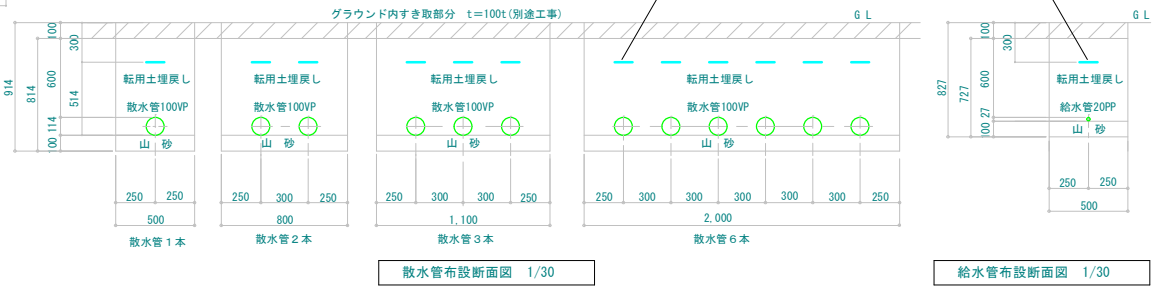 グラウンド内すき取部分 t=100t(別途工事)
G L
G L
100
300
600
514
914
814
114
100
転用土埋戻し
散水管100VP
山 砂
250
250
500
散水管１本
転用土埋戻し
散水管100VP
山 砂
250
300
250
800
散水管２本
転用土埋戻し
散水管100VP
山 砂
250
300
300
250
1,100
散水管３本
転用土埋戻し
散水管100VP
山 砂
250
300
300
300
300
300
250
2,000
散水管６本
散水管布設断面図 1/30
100
300
600
827
727
27
100
転用土埋戻し
給水管20PP
山 砂
250
250
500
給水管布設断面図 1/30